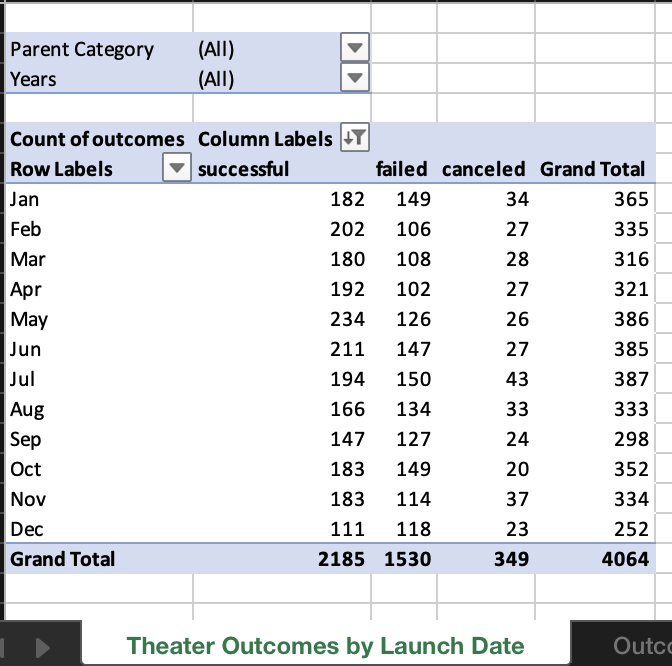 Parent Category (All)
Years (All)
Count of outcomes Column Labels
Row Labels successful failed canceled Grand Total
Jan 182 149 34 365
Feb 202 106 27 335
Mar 180 108 28 316
Apr 192 102 27 321
May 234 126 26 386
Jun 211 147 27 385
Jul 194 150 43 387
Aug 166 134 33 333
Sep 147 127 24 298
Oct 183 149 20 352
Nov 183 114 37 334
Dec 111 118 23 252
Grand Total 2185 1530 349 4064
Theater Outcomes by Launch Date